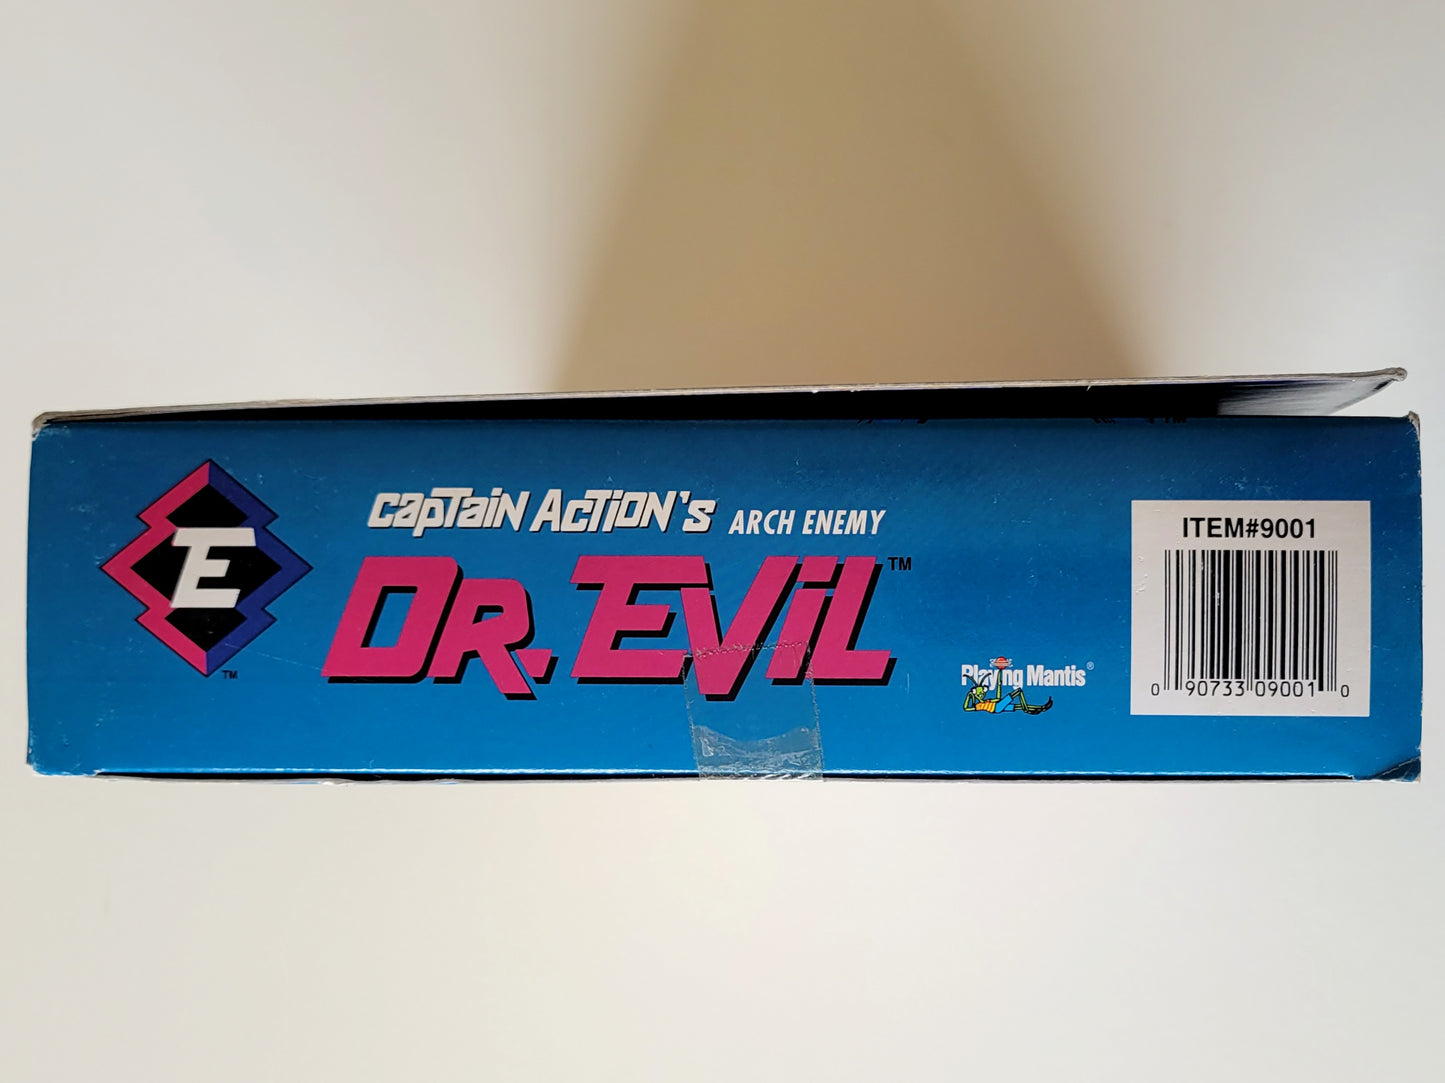 CAPTAIN ACTION'S ARCH ENEMY
DR. EVIL™
E
™
Playing Mantis®
ITEM#9001
0 90733 09001 0